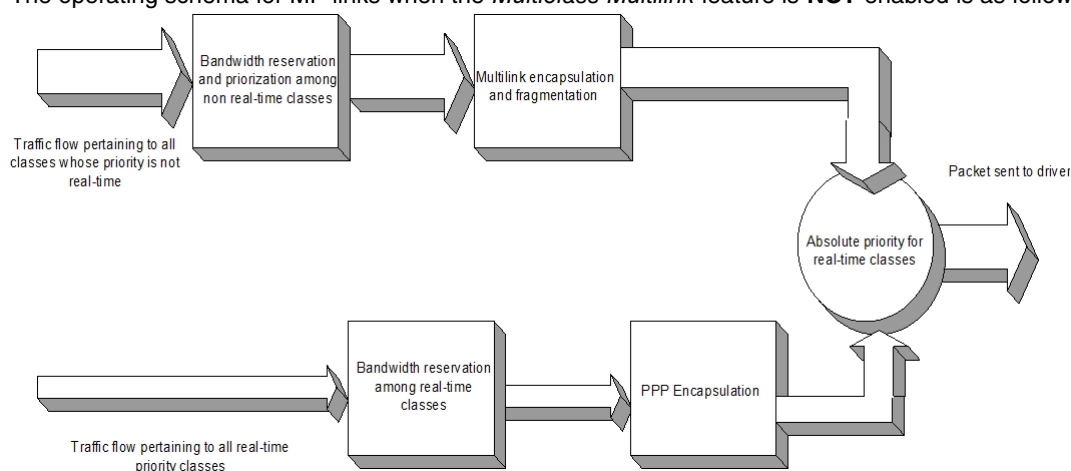 The operating schema for MP links when the Multiclass Multilink feature is NOT enabled is as follow
Bandwidth reservation
and priorization among
non real-time classes
Multilink encapsulation
and fragmentation
Traffic flow pertaining to all
classes whose priority is not
real-time
Packet sent to driver
Absolute priority for
real-time classes
Bandwidth reservation
among real-time
classes
PPP Encapsulation
Traffic flow pertaining to all real-time
priority classes